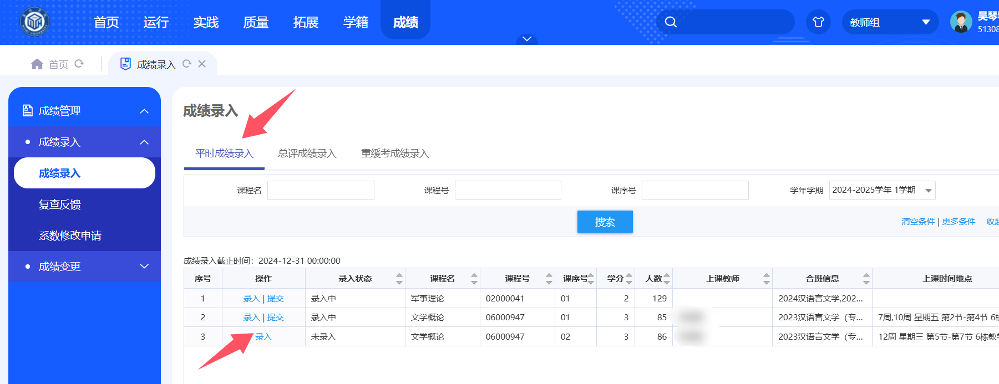 首页 运行 实践 质量 拓展 学籍 成绩 教师组
51308
首页 成绩录入
成绩管理
成绩录入
成绩录入
复查反馈
系数修改申请
成绩变更
成绩录入
平时成绩录入 总评成绩录入 重缓考成绩录入
课程名 课程号 课序号 学年学期 2024-2025学年 1学期
搜索
清空条件 | 更多条件 收起
成绩录入截止时间：2024-12-31 00:00:00
序号 操作 录入状态 课程名 课程号 课序号 学分 人数 上课教师 合班信息 上课时间地点
1 录入 | 提交 录入中 军事理论 02000041 01 2 129 2024汉语言文学,202...
2 录入 | 提交 录入中 文学概论 06000947 01 3 85 2023汉语言文学（专... 7周,10周 星期五 第2节-第4节 6栋
3 录入 未录入 文学概论 06000947 02 3 86 2023汉语言文学（专... 12周 星期三 第5节-第7节 6栋教学